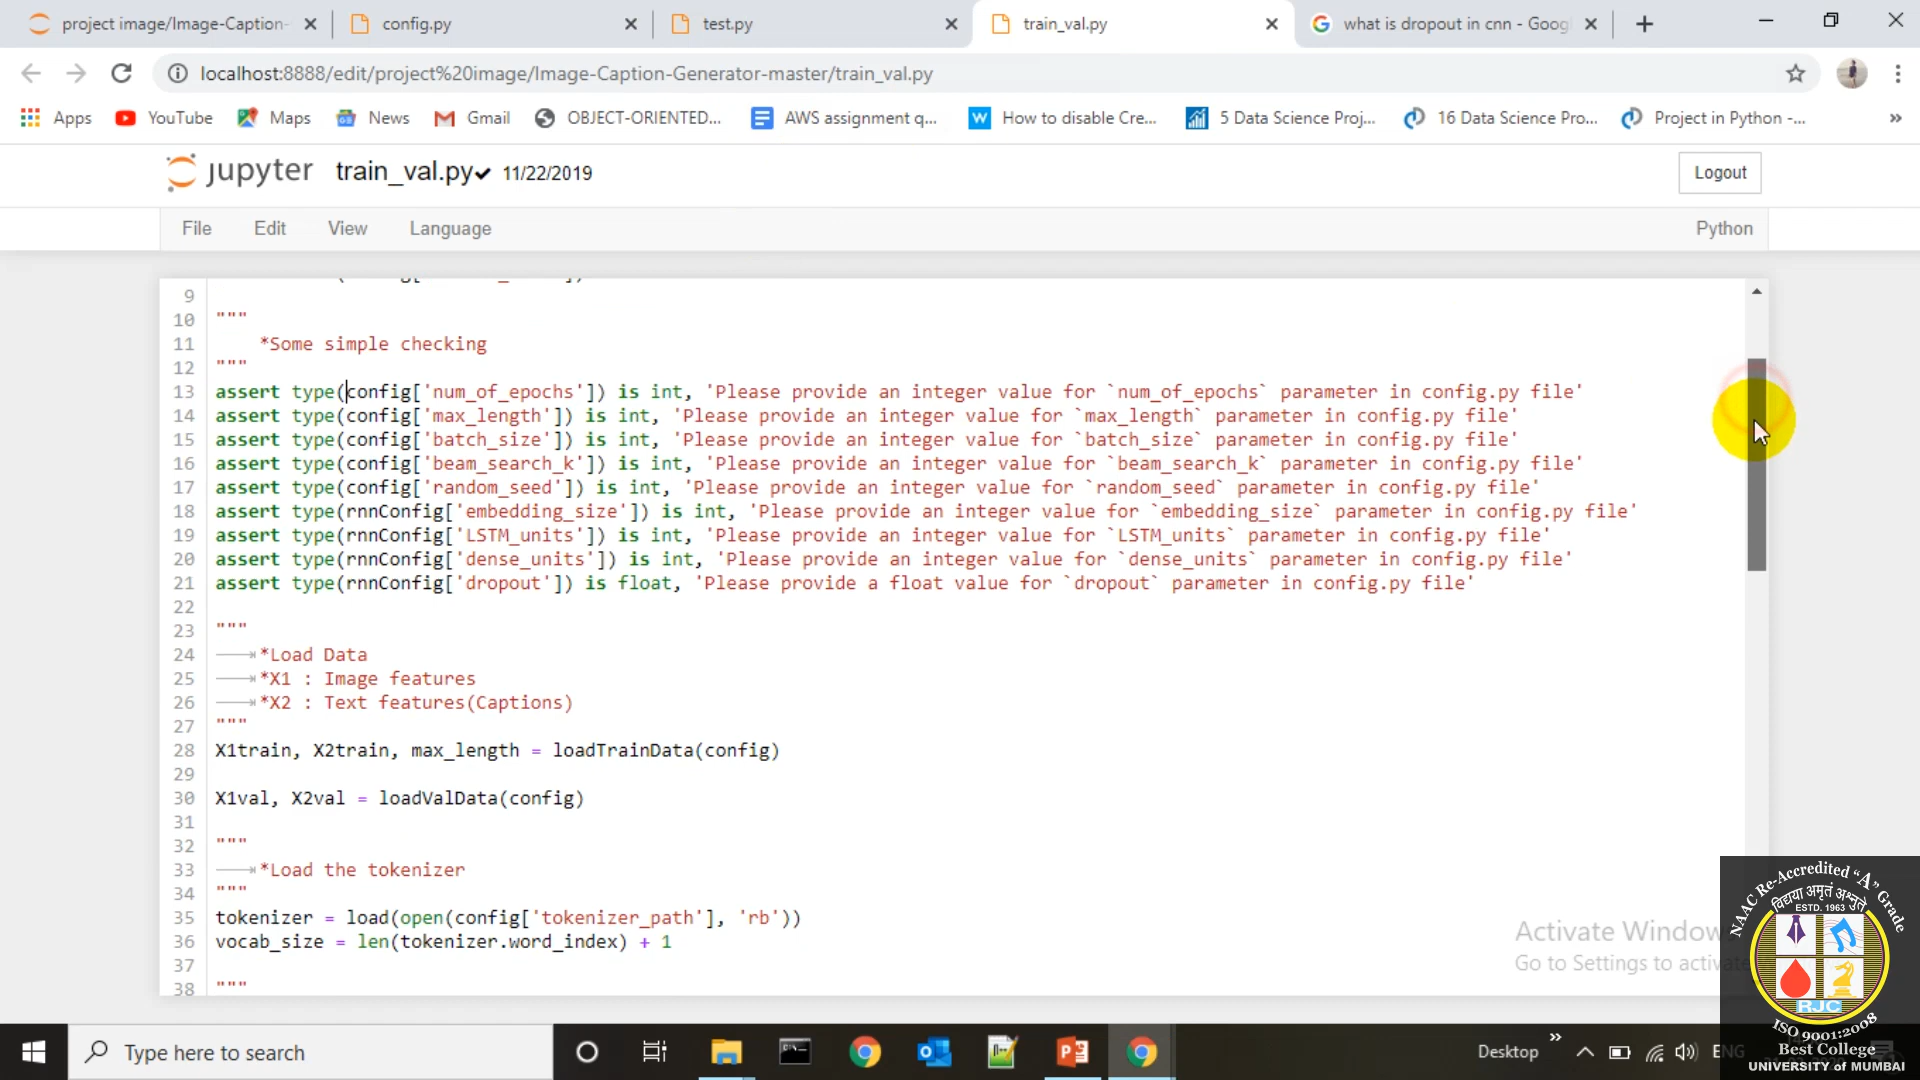 project image/Image-Caption-
config.py
test.py
train_val.py
what is dropout in cnn - Goog
localhost:8888/edit/project%20image/Image-Caption-Generator-master/train_val.py
Apps
YouTube
Maps
News
Gmail
OBJECT-ORIENTED...
AWS assignment q...
How to disable Cre...
5 Data Science Proj...
16 Data Science Pro...
Project in Python -...
jupyter train_val.py✔ 11/22/2019
Logout
File Edit View Language
Python
9
10 """
11 *Some simple checking
12 """
13 assert type(config['num_of_epochs']) is int, 'Please provide an integer value for `num_of_epochs` parameter in config.py file'
14 assert type(config['max_length']) is int, 'Please provide an integer value for `max_length` parameter in config.py file'
15 assert type(config['batch_size']) is int, 'Please provide an integer value for `batch_size` parameter in config.py file'
16 assert type(config['beam_search_k']) is int, 'Please provide an integer value for `beam_search_k` parameter in config.py file'
17 assert type(config['random_seed']) is int, 'Please provide an integer value for `random_seed` parameter in config.py file'
18 assert type(rnnConfig['embedding_size']) is int, 'Please provide an integer value for `embedding_size` parameter in config.py file'
19 assert type(rnnConfig['LSTM_units']) is int, 'Please provide an integer value for `LSTM_units` parameter in config.py file'
20 assert type(rnnConfig['dense_units']) is int, 'Please provide an integer value for `dense_units` parameter in config.py file'
21 assert type(rnnConfig['dropout']) is float, 'Please provide a float value for `dropout` parameter in config.py file'
22
23 """
24 *Load Data
25 *X1 : Image features
26 *X2 : Text features(Captions)
27 """
28 X1train, X2train, max_length = loadTrainData(config)
29
30 X1val, X2val = loadValData(config)
31
32 """
33 *Load the tokenizer
34 """
35 tokenizer = load(open(config['tokenizer_path'], 'rb'))
36 vocab_size = len(tokenizer.word_index) + 1
37
38 """
Activate Window
Go to Settings to activate
NAAC Re-Accredited "A" Grade
विद्या अमृतं अश्नुते
ESTD. 1963
RJC
ISO 9001:2008
Best College
UNIVERSITY of MUMBAI
Type here to search
Desktop
ENG